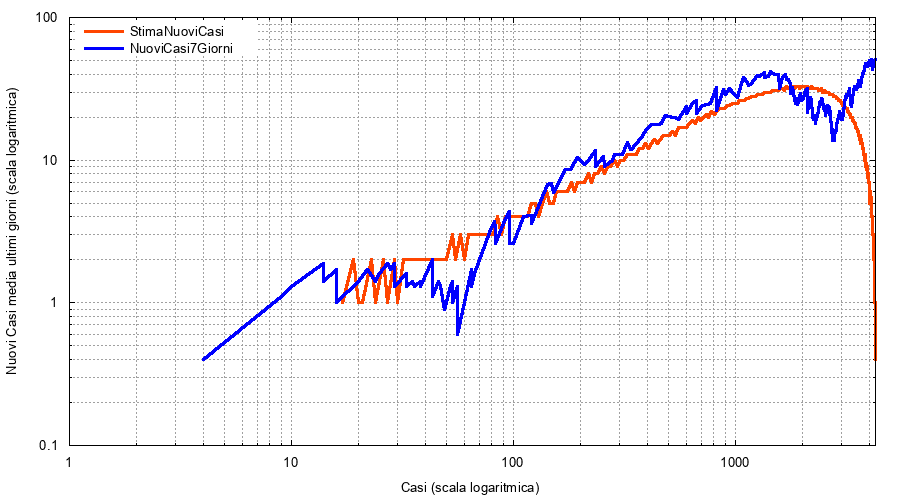 100
10
1
0.1
StimaNuoviCasi
NuoviCasi7Giorni
Nuovi Casi media ultimi giorni (scala logaritmica)
1 10 100 1000
Casi (scala logaritmica)